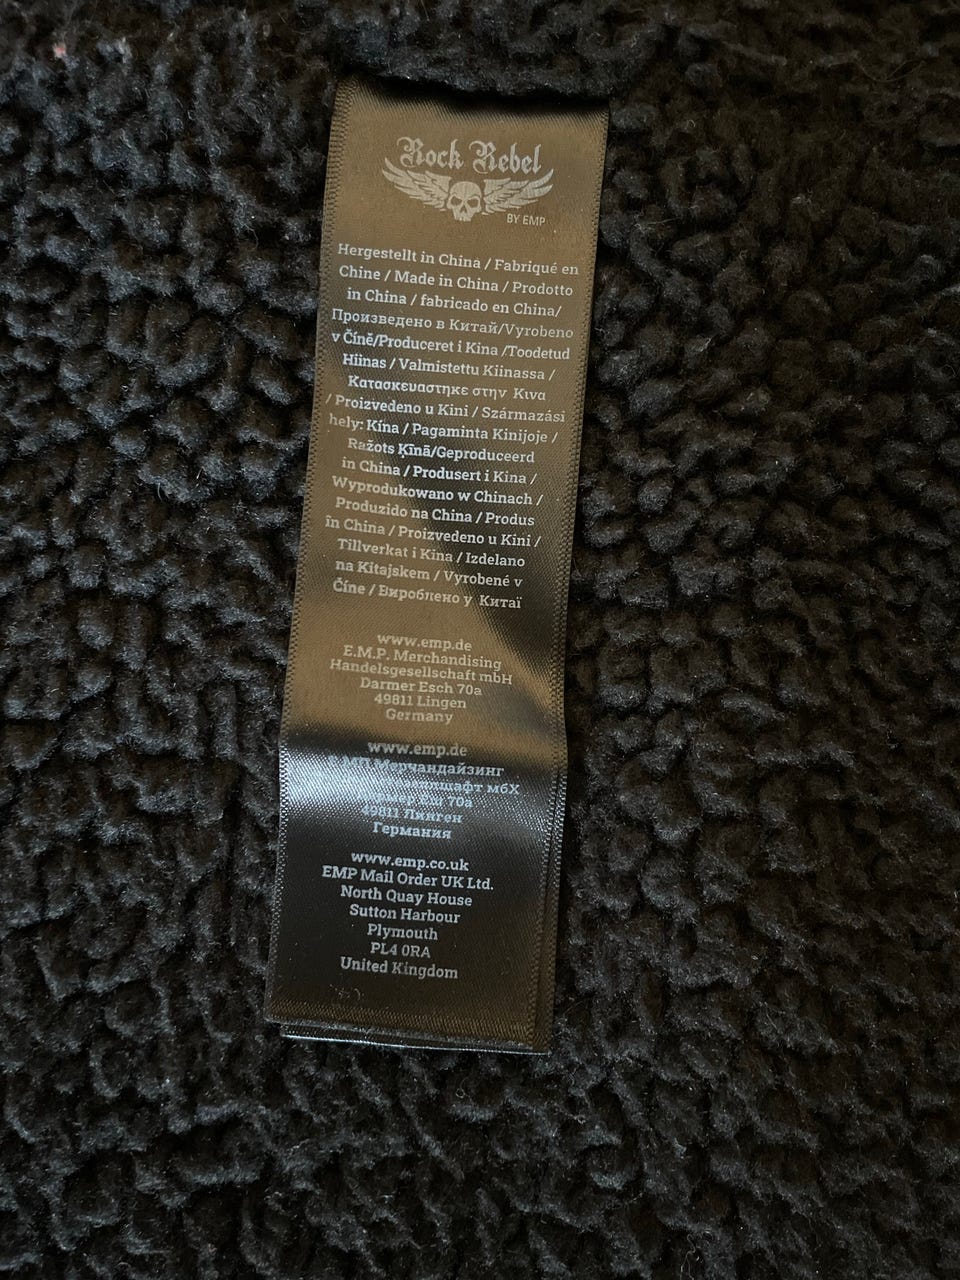 Rock Rebel
BY EMP
Hergestellt in China / Fabriqué en
Chine / Made in China / Prodotto
in China / fabricado en China/
Произведено в Китай/Vyrobeno
v Číně/Produceret i Kina /Toodetud
Hiinas / Valmistettu Kiinassa /
Κατασκευαστηκε στην Κινα
/ Proizvedeno u Kini / Származási
hely: Kína / Pagaminta Kinijoje /
Ražots Ķīnā/Geproduceerd
in China / Produsert i Kina /
Wyprodukowano w Chinach /
Produzido na China / Produs
în China / Proizvedeno u Kini /
Tillverkat i Kina / Izdelano
na Kitajskem / Vyrobené v
Číne / Вироблено у Китаї
www.emp.de
E.M.P. Merchandising
Handelsgesellschaft mbH
Darmer Esch 70a
49811 Lingen
Germany
www.emp.de
Мерчандайзинг
мбХ
70а
49811 Линген
Германия
www.emp.co.uk
EMP Mail Order UK Ltd.
North Quay House
Sutton Harbour
Plymouth
PL4 0RA
United Kingdom